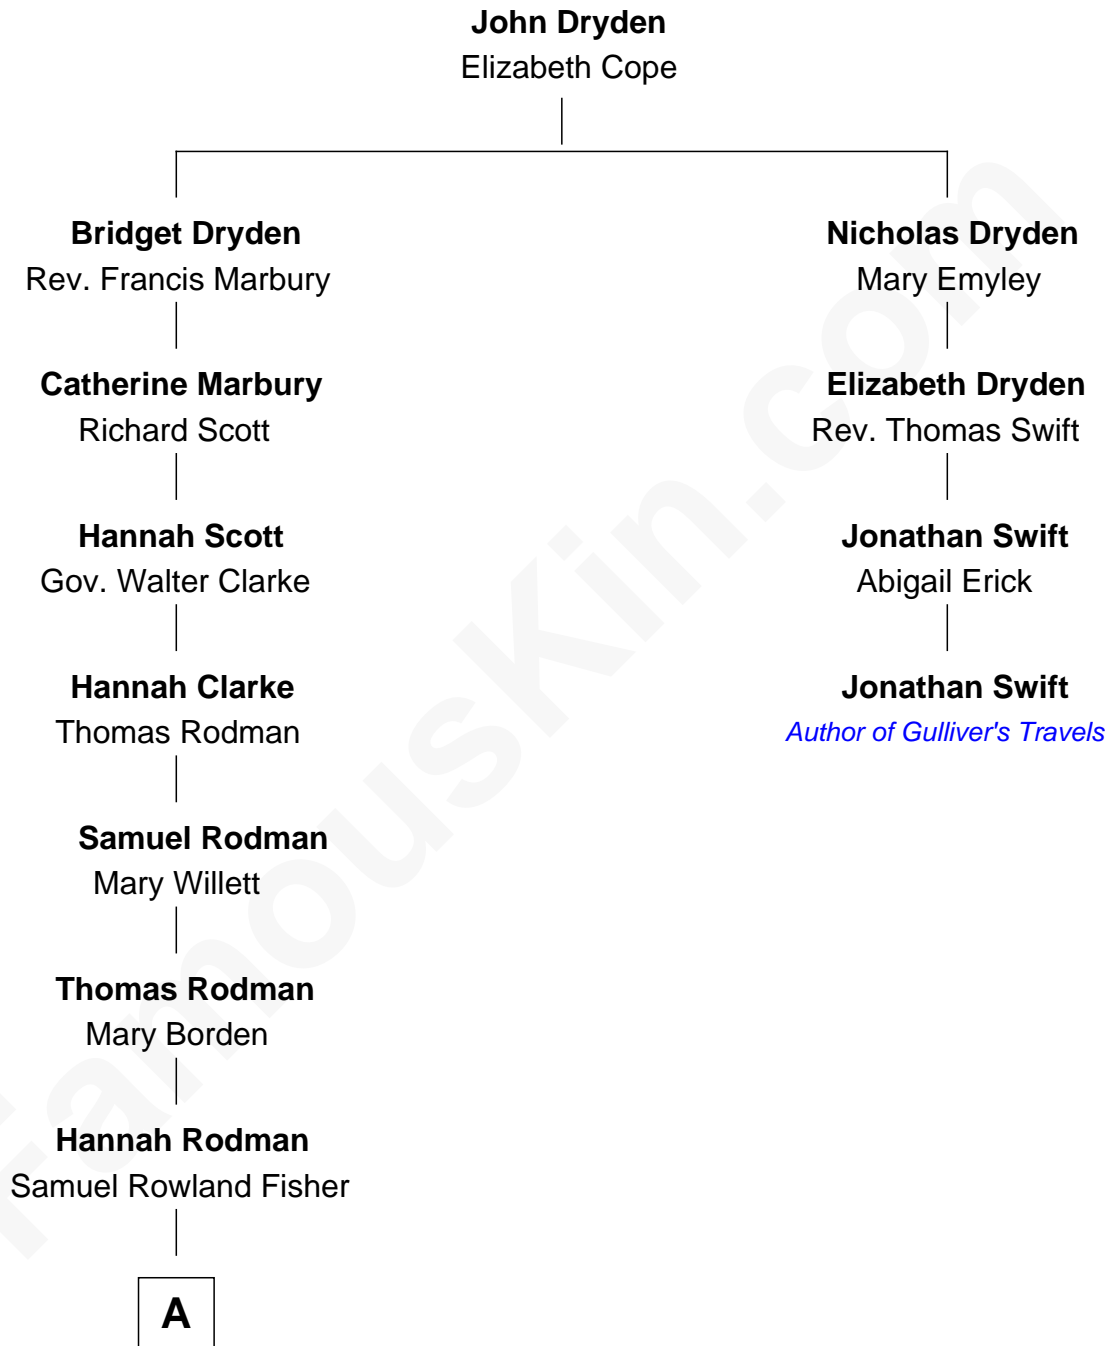 John Dryden
Elizabeth Cope
Bridget Dryden
Rev. Francis Marbury
Nicholas Dryden
Mary Emyley
Catherine Marbury
Richard Scott
Elizabeth Dryden
Rev. Thomas Swift
Hannah Scott
Gov. Walter Clarke
Jonathan Swift
Abigail Erick
Hannah Clarke
Thomas Rodman
Jonathan Swift
Author of Gulliver's Travels
Samuel Rodman
Mary Willett
Thomas Rodman
Mary Borden
Hannah Rodman
Samuel Rowland Fisher
A
FamousKin.com